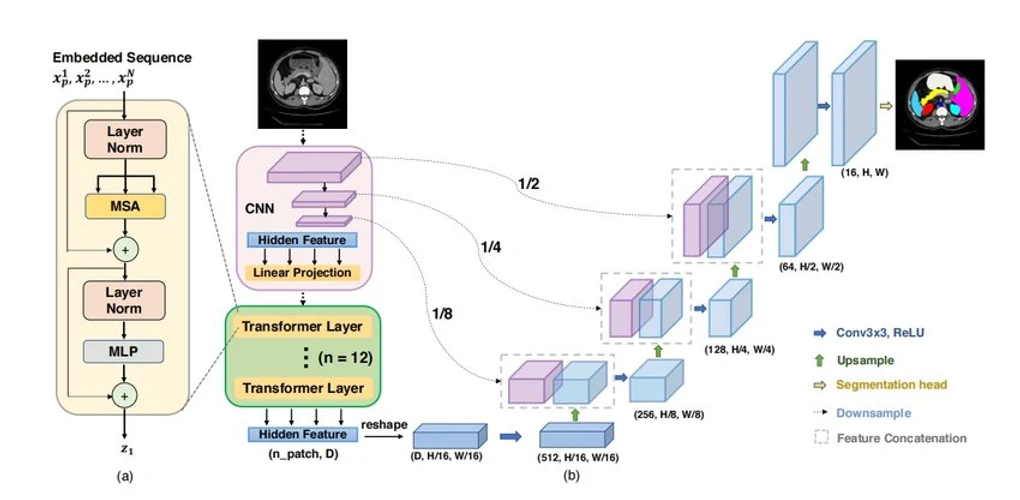 Embedded Sequence
x_p^1, x_p^2, ..., x_p^N
Layer
Norm
MSA
+
Layer
Norm
MLP
+
z_1
(a)
CNN
Hidden Feature
Linear Projection
Transformer Layer
(n = 12)
Transformer Layer
Hidden Feature
(n_patch, D)
reshape
(D, H/16, W/16)
(512, H/16, W/16)
(b)
1/2
1/4
1/8
(256, H/8, W/8)
(128, H/4, W/4)
(64, H/2, W/2)
(16, H, W)
Conv3x3, ReLU
Upsample
Segmentation head
Downsample
Feature Concatenation